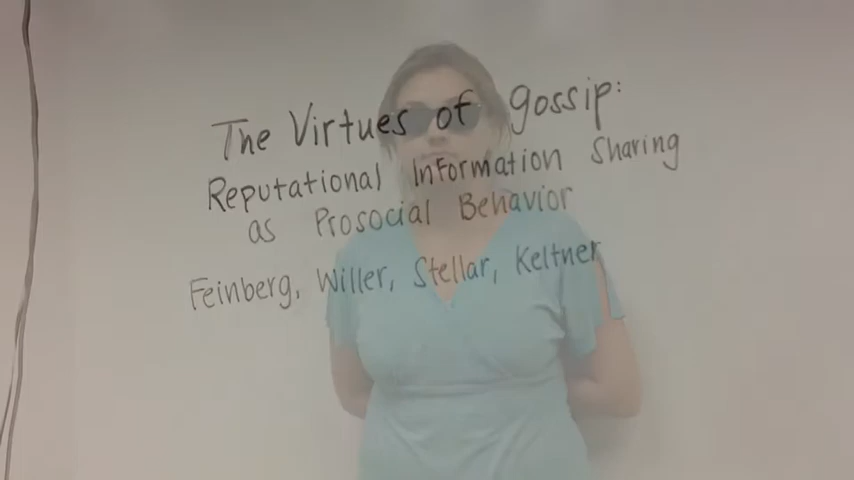 The Virtues of gossip:
Reputational Information Sharing
as Prosocial Behavior
Feinberg, Willer, Stellar, Keltner